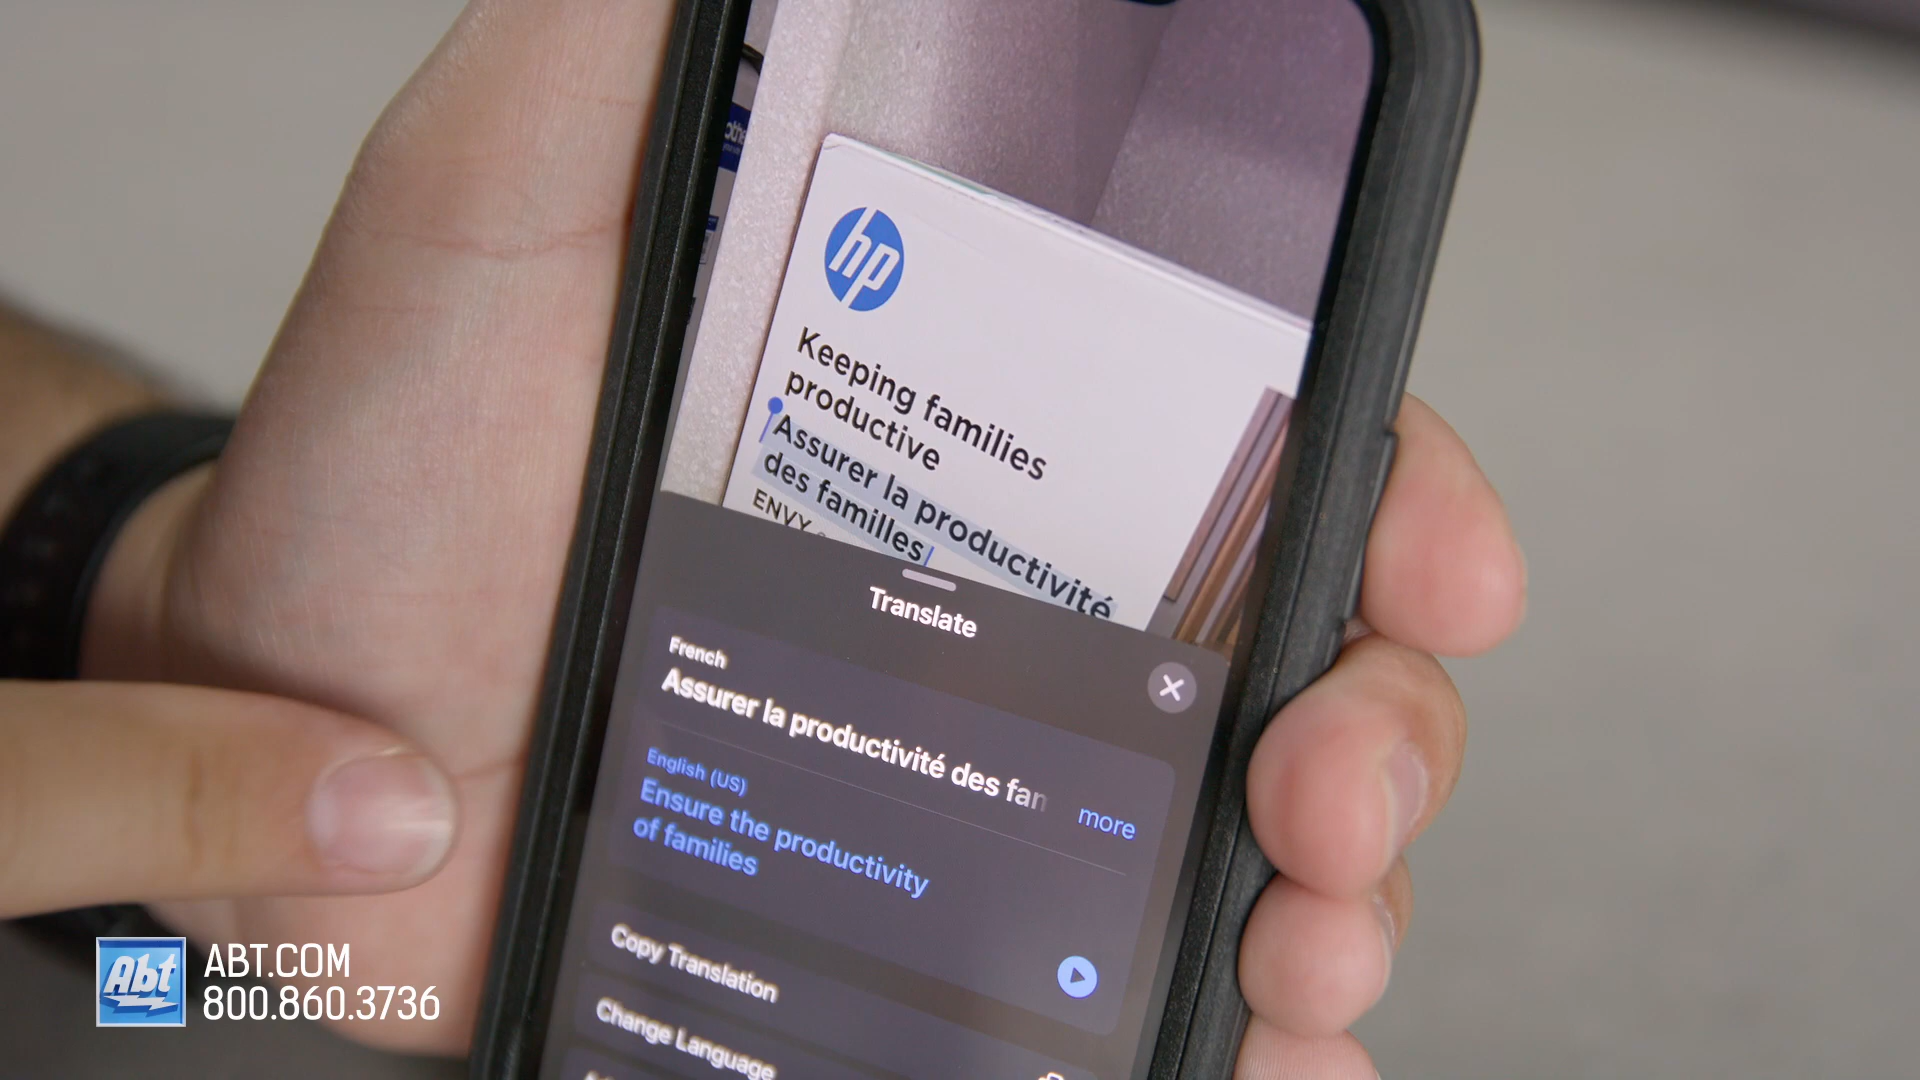 hp
Keeping families
productive
Assurer la productivité
des familles
ENVY
Translate
French
Assurer la productivité des fan
more
English (US)
Ensure the productivity
of families
Copy Translation
Change Language
Abt
ABT.COM
800.860.3736